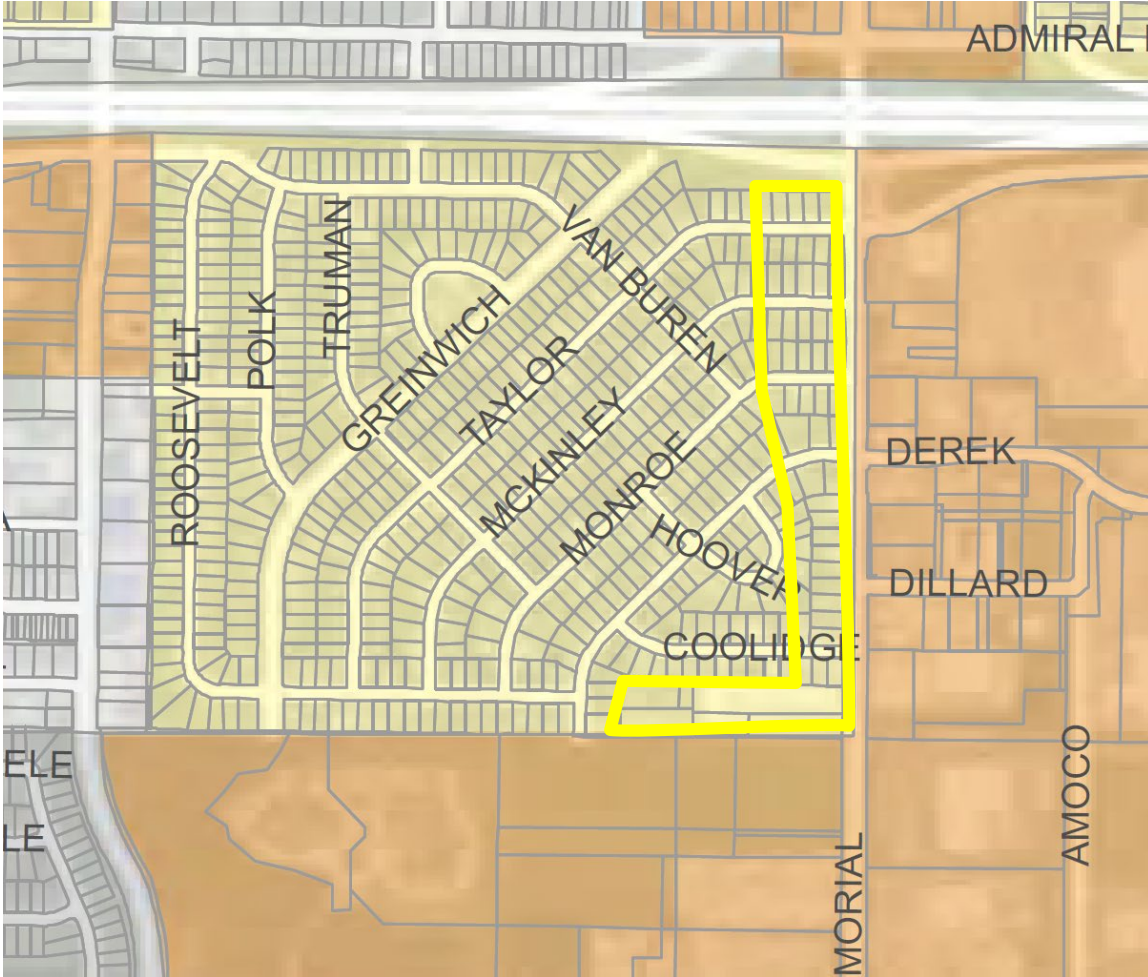 ADMIRAL
VAN BUREN
TRUMAN
POLK
ROOSEVELT
GREINWICH
TAYLOR
MCKINLEY
MONROE
HOOVER
DEREK
DILLARD
COOLIDGE
ELE
LE
AMOCO
MORIAL